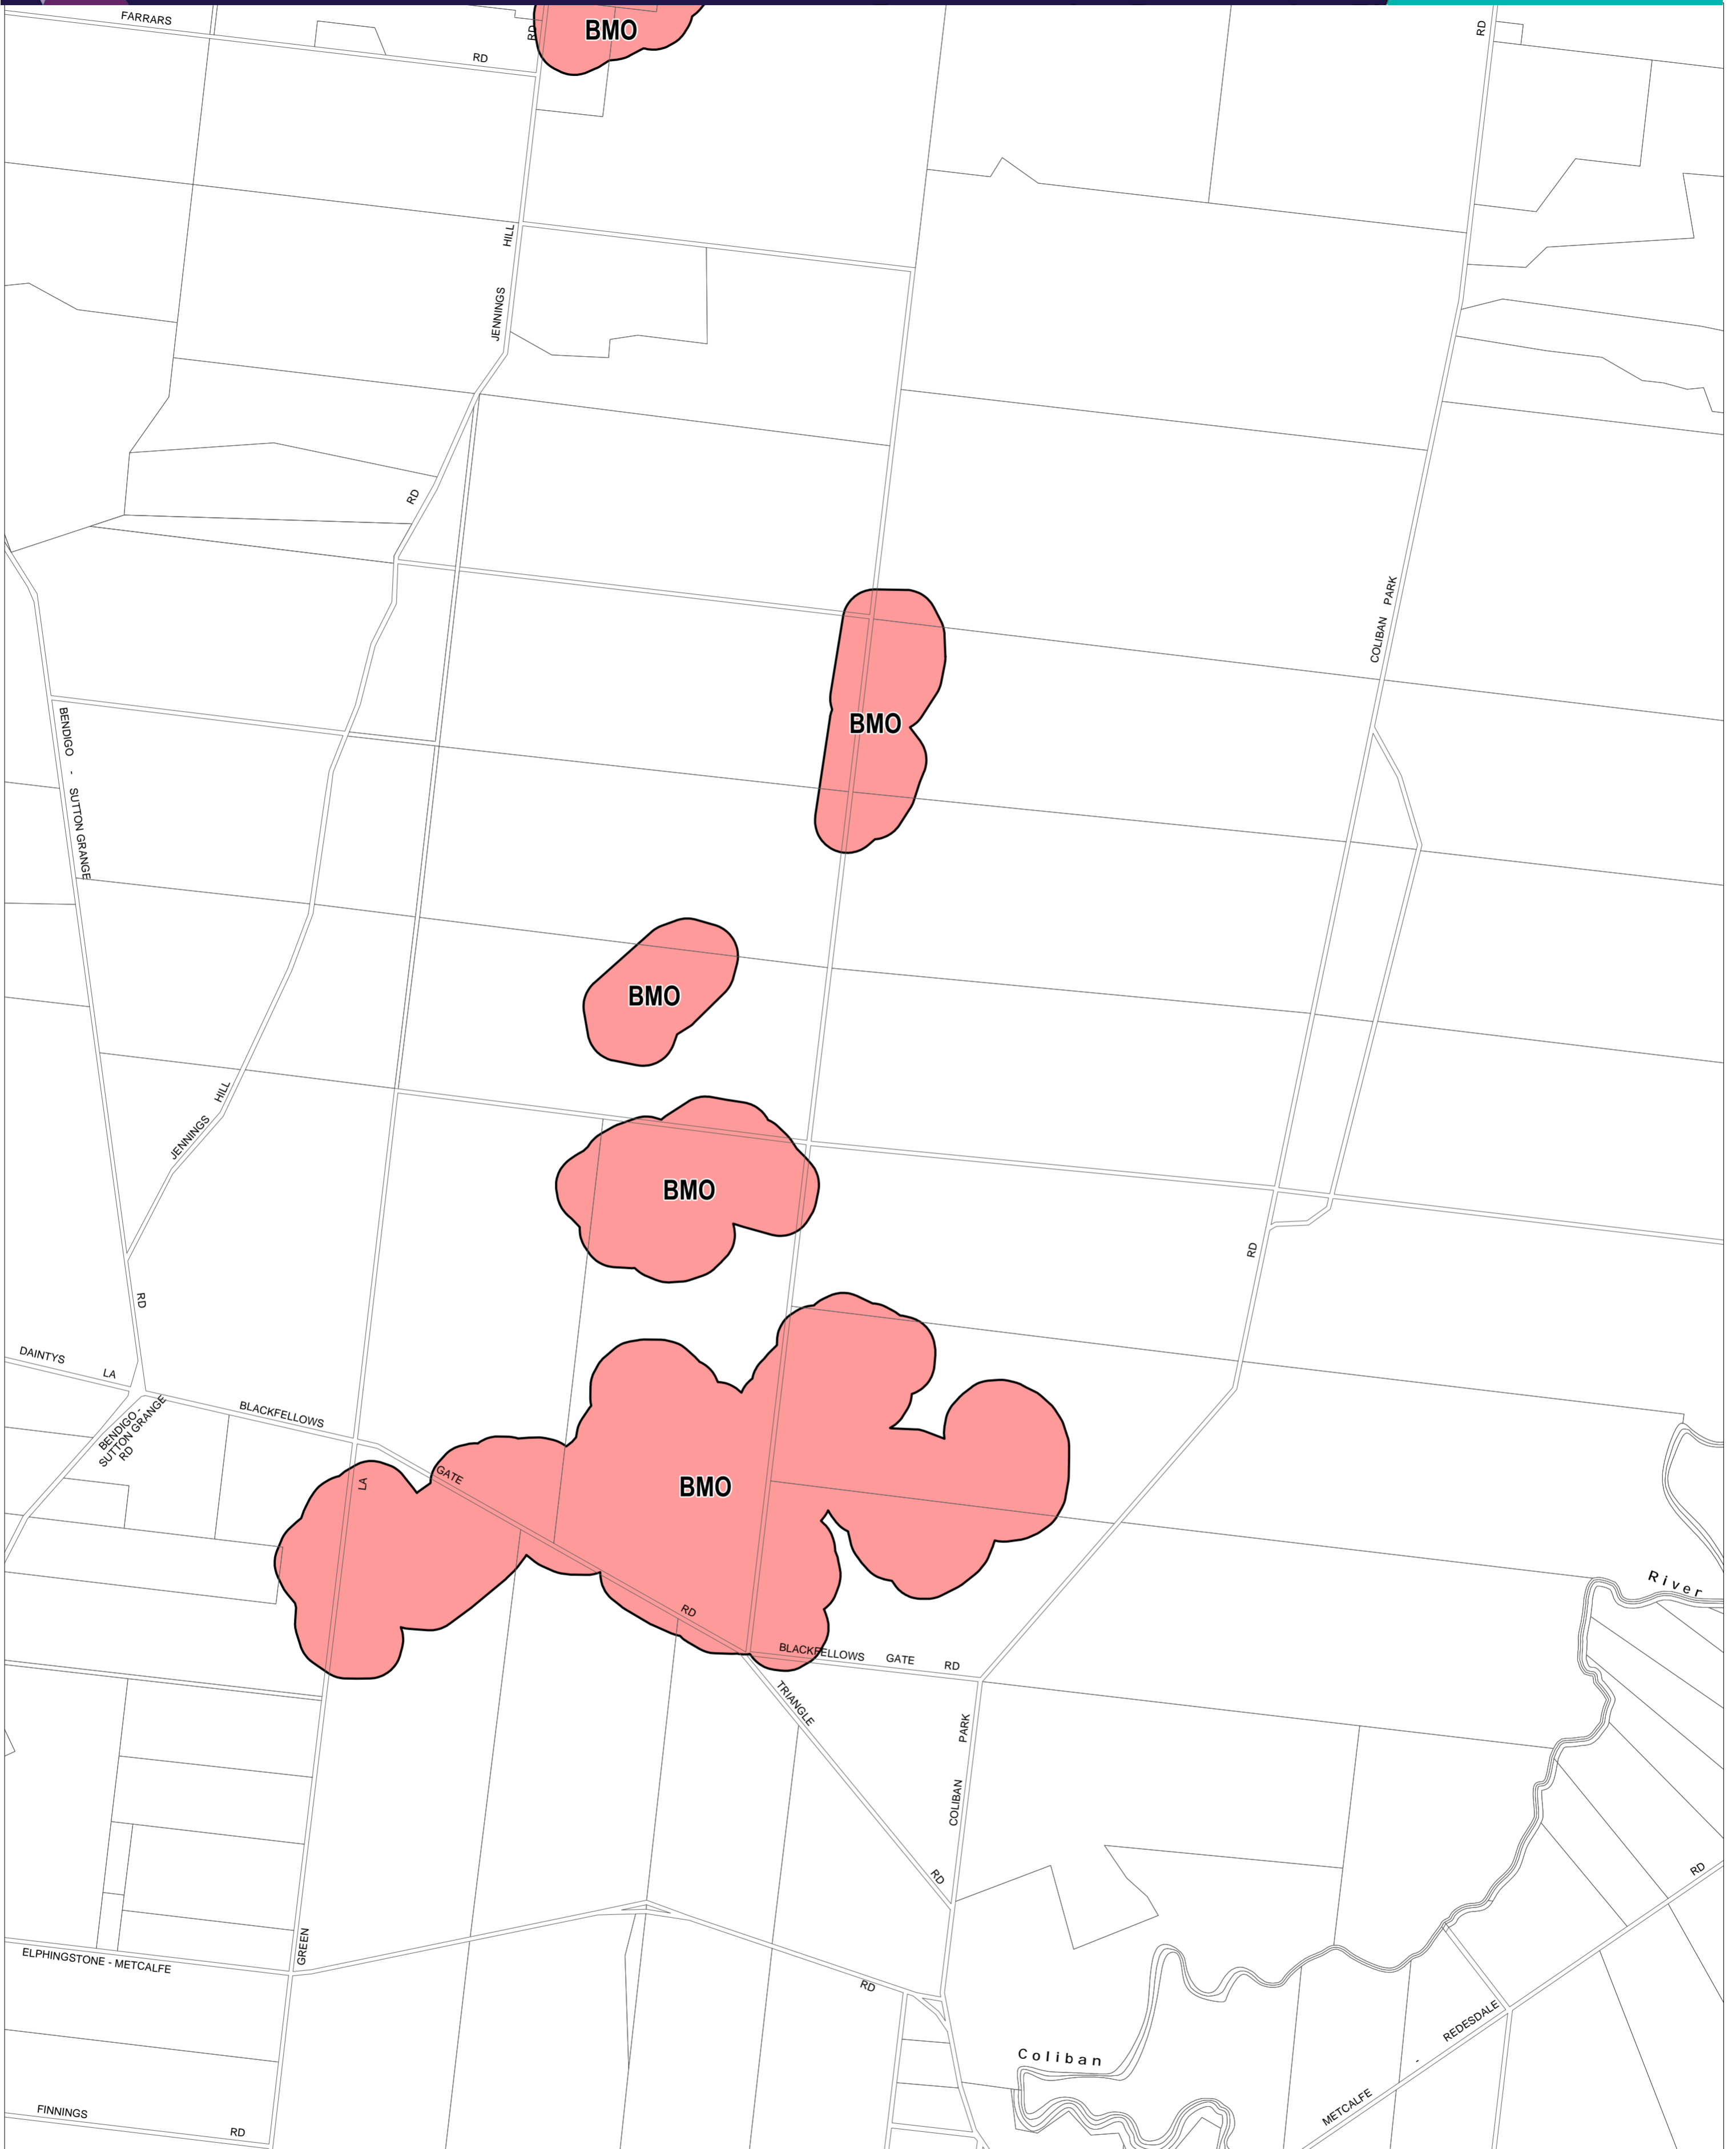 FARRARS
RD
RD
BMO
RD
HILL
JENNINGS
RD
COLIBAN PARK
BENDIGO - SUTTON GRANGE
BMO
BMO
HILL
JENNINGS
BMO
RD
RD
DAINTYS
LA
BLACKFELLOWS
BENDIGO -
SUTTON GRANGE
RD
GATE
LA
BMO
River
RD
BLACKFELLOWS GATE RD
TRIANGLE
PARK
COLIBAN
RD
RD
GREEN
ELPHINGSTONE - METCALFE
RD
REDESDALE
-
METCALFE
Coliban
FINNINGS
RD